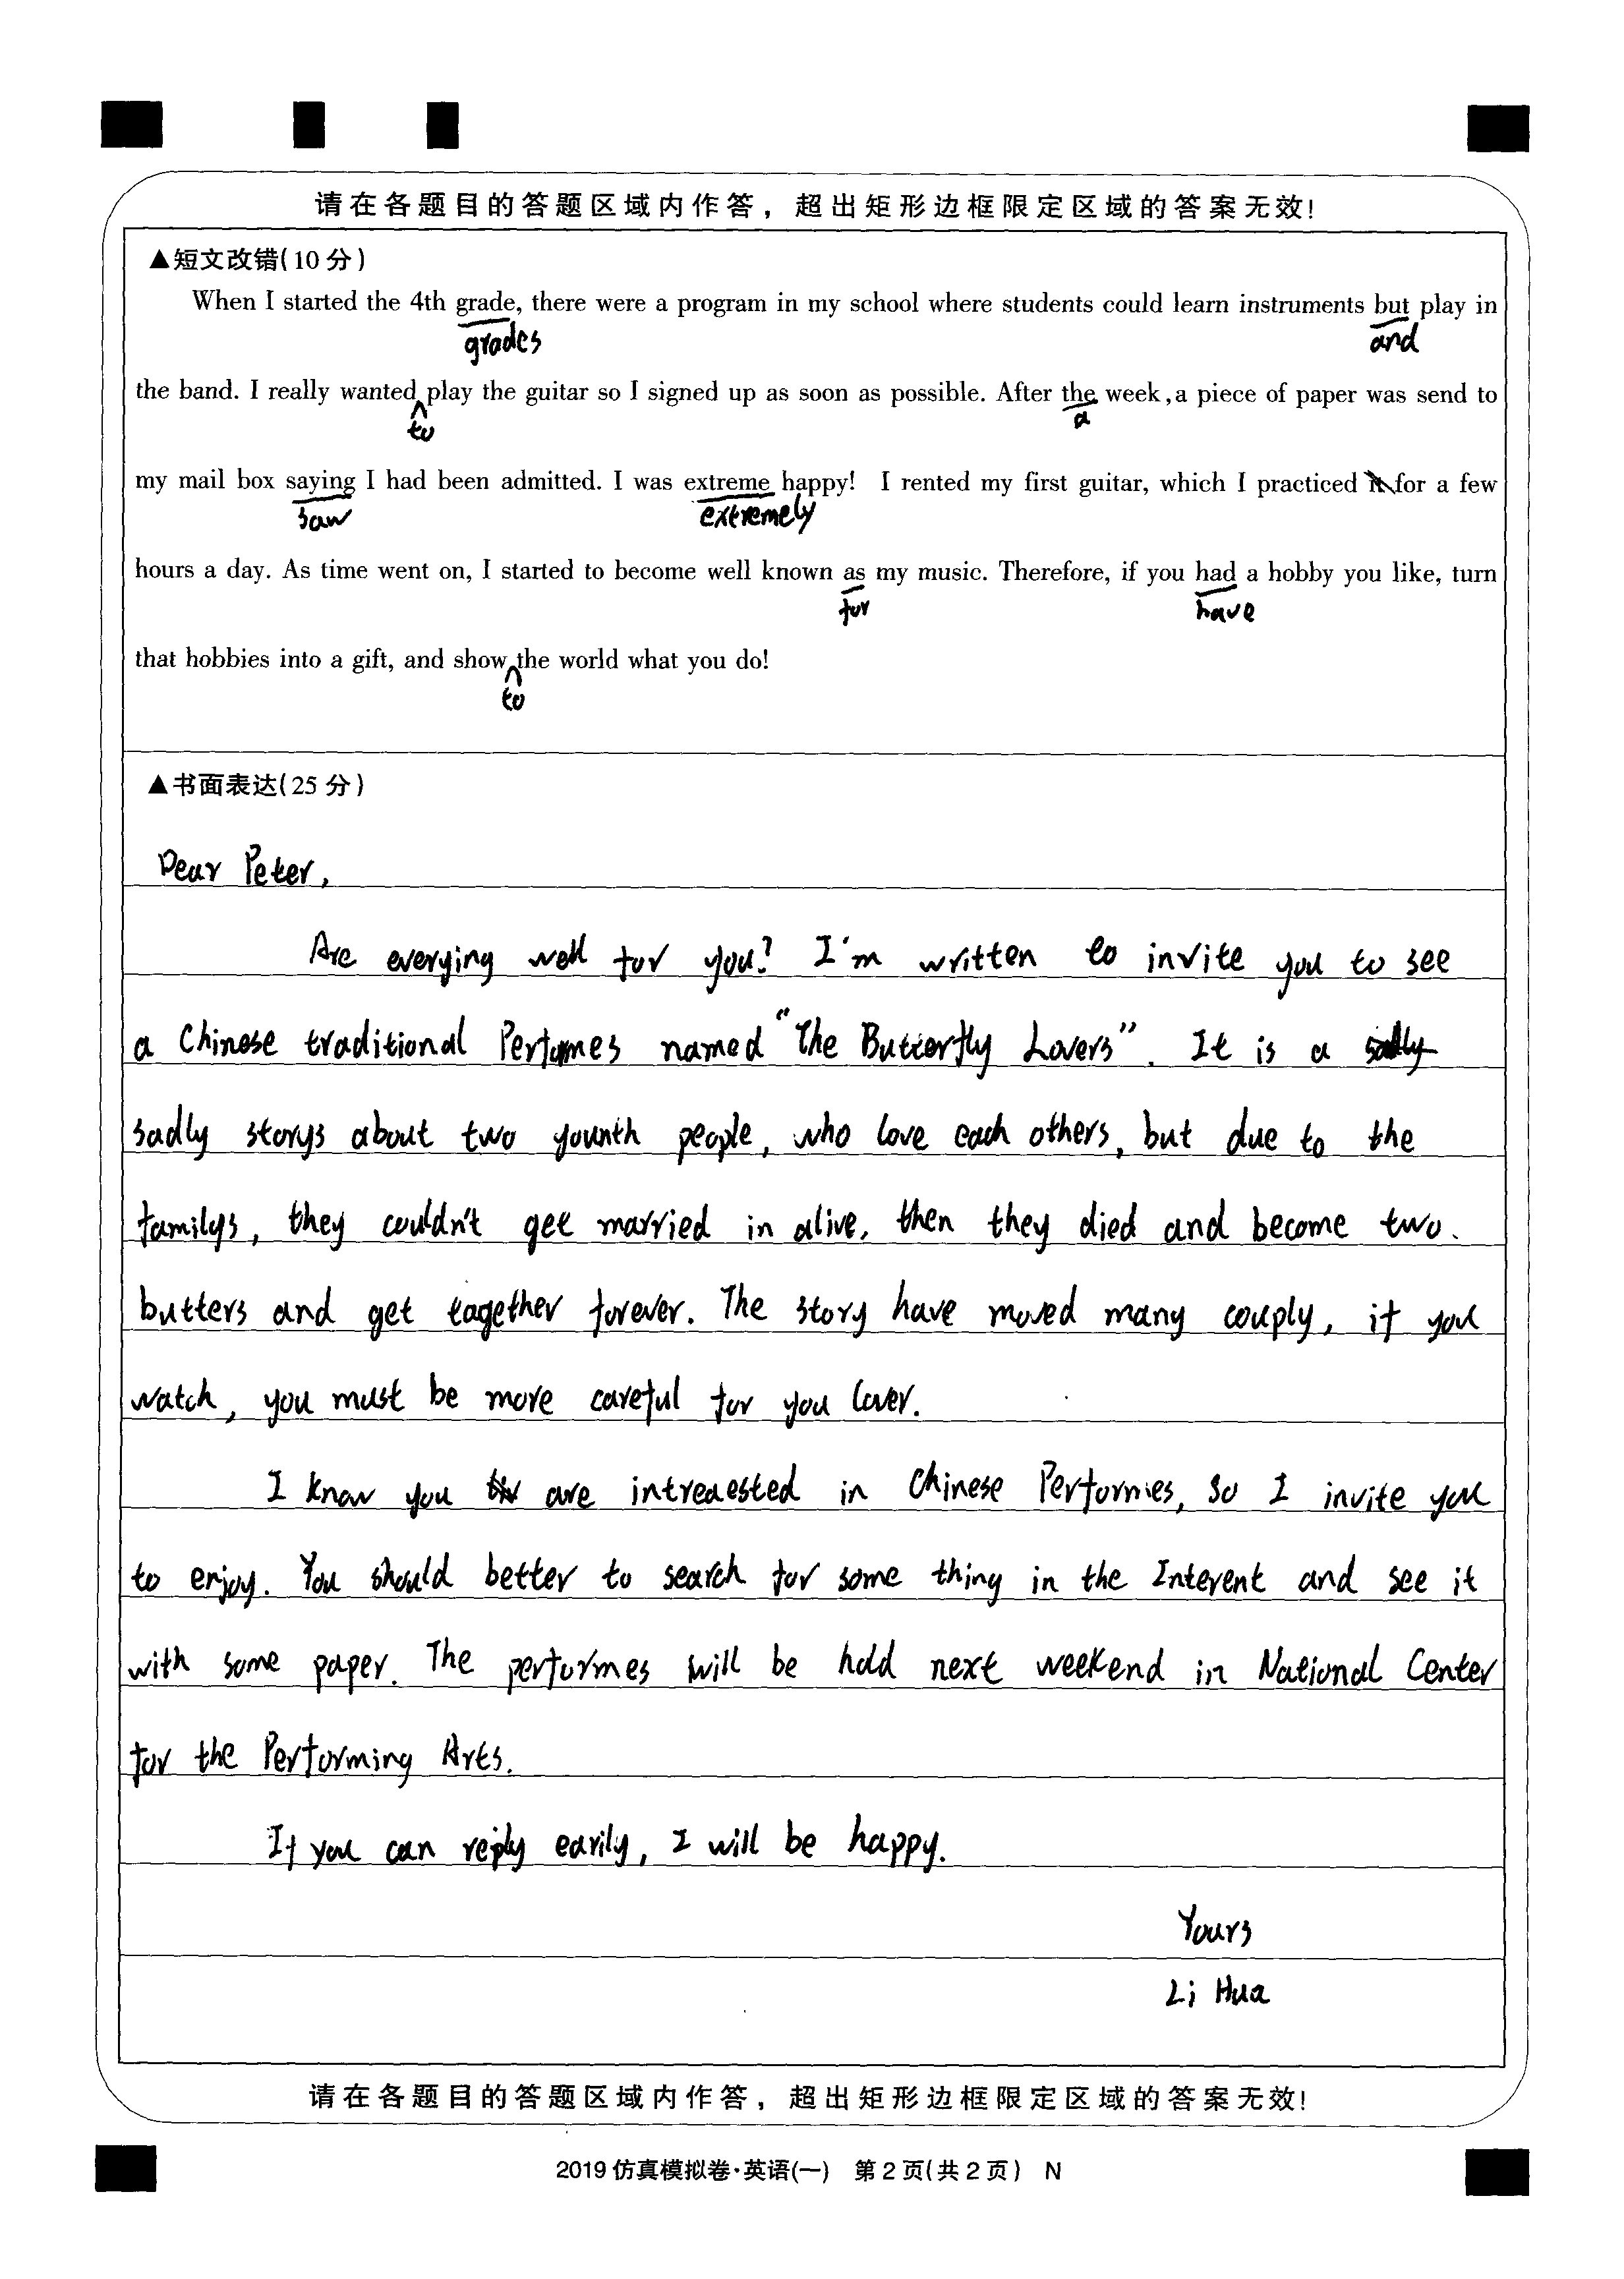 请在各题目的答题区域内作答，超出矩形边框限定区域的答案无效！
▲短文改错(10分)
When I started the 4th grade, there were a program in my school where students could learn instruments but play in
grades and
the band. I really wanted play the guitar so I signed up as soon as possible. After the week, a piece of paper was send to
to a
my mail box saying I had been admitted. I was extreme happy! I rented my first guitar, which I practiced it for a few
saw extremely
hours a day. As time went on, I started to become well known as my music. Therefore, if you had a hobby you like, turn
for have
that hobbies into a gift, and show the world what you do!
to
▲书面表达(25分)
Dear Peter,
Are everying well for you? I'm written to invite you to see
a Chinese traditional Perfomes named "The Butterfly Lovers". It is a sadly
sadly storys about two younth people, who love each others, but due to the
familys, they couldn't get married in alive, then they died and become two.
butters and get tagether forever. The story have moved many couply, if you
watch, you must be more careful for you lover.
I know you are intreaested in Chinese Performies, so I invite you
to enjoy. You should better to search for some thing in the Interent and see it
with some paper. The performes will be hold next weekend in National Center
for the Performing Arts.
If you can reply earily, I will be happy.
Yours
Li Hua
请在各题目的答题区域内作答，超出矩形边框限定区域的答案无效！
2019仿真模拟卷·英语(一) 第2页(共2页) N